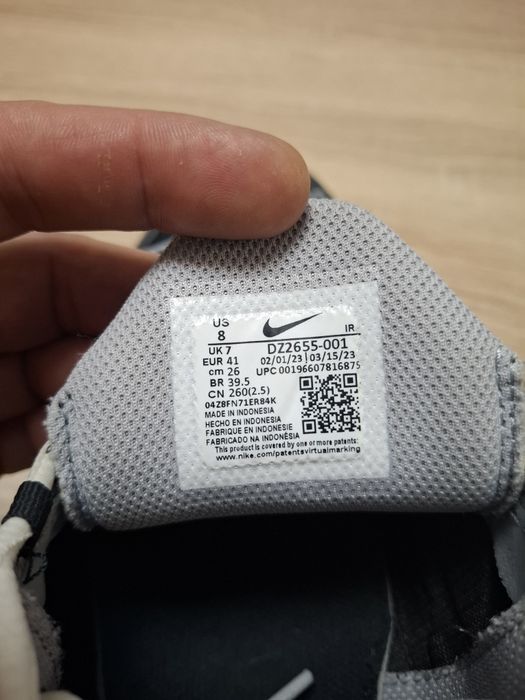 US
8
IR
UK 7
DZ2655-001
EUR 41
02/01/23 | 03/15/23
cm 26
UPC 00196607816875
BR 39.5
CN 260(2.5)
04Z8FN71ER84K
MADE IN INDONESIA
HECHO EN INDONESIA
FABRIQUE EN INDONESIE
FABRICADO NA INDONÉSIA
This product is covered by one or more patents:
www.nike.com/patentsvirtualmarking